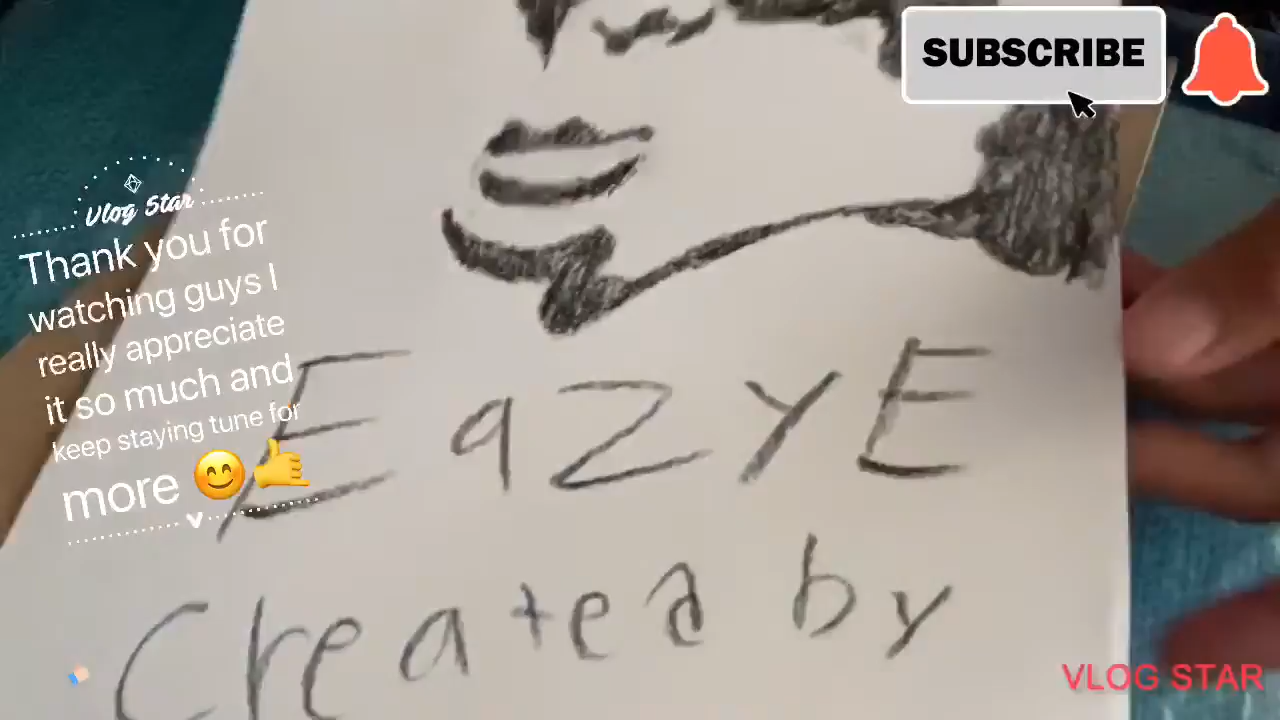 SUBSCRIBE
Vlog Star
Thank you for
watching guys I
really appreciate
it so much and
keep staying tune for
more 😊🤙
EazyE
Created by
VLOG STAR